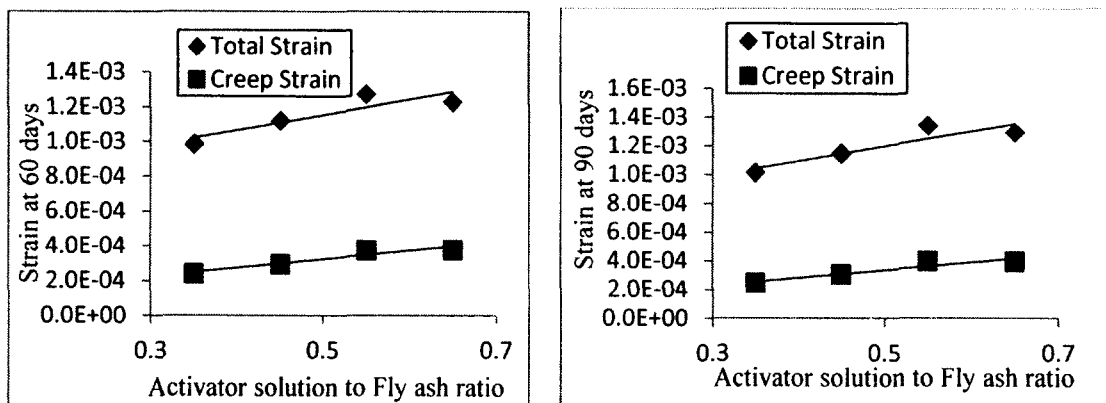 Total Strain
Creep Strain
Strain at 60 days
1.4E-03
1.2E-03
1.0E-03
8.0E-04
6.0E-04
4.0E-04
2.0E-04
0.0E+00
0.3
0.5
0.7
Activator solution to Fly ash ratio
Total Strain
Creep Strain
Strain at 90 days
1.6E-03
1.4E-03
1.2E-03
1.0E-03
8.0E-04
6.0E-04
4.0E-04
2.0E-04
0.0E+00
0.3
0.5
0.7
Activator solution to Fly ash ratio